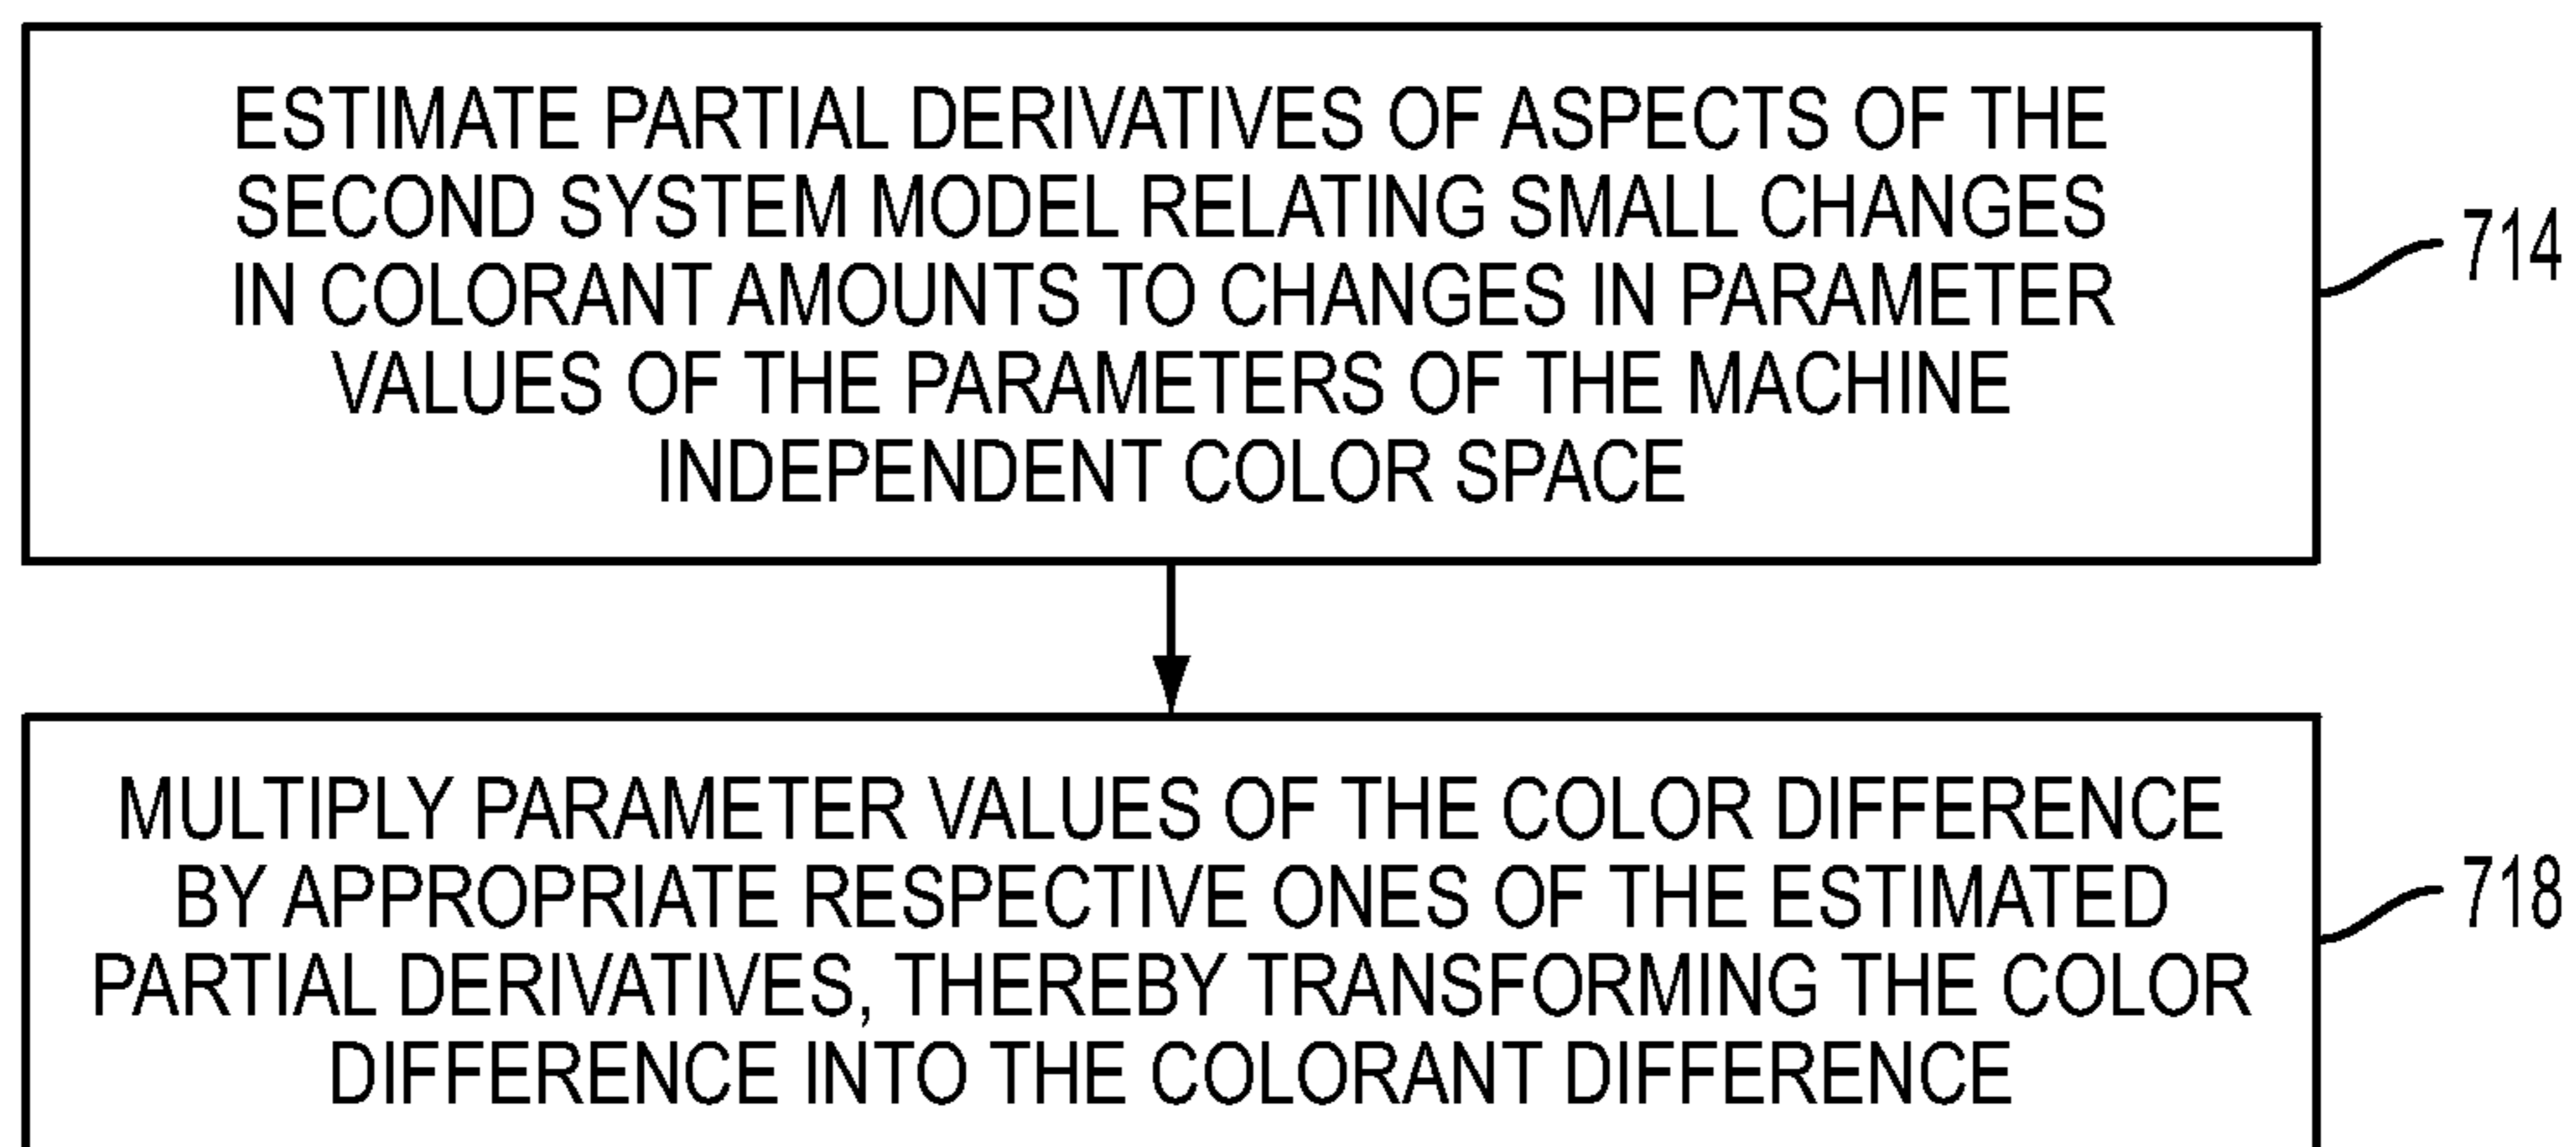 ESTIMATE PARTIAL DERIVATIVES OF ASPECTS OF THE
SECOND SYSTEM MODEL RELATING SMALL CHANGES
IN COLORANT AMOUNTS TO CHANGES IN PARAMETER
VALUES OF THE PARAMETERS OF THE MACHINE
INDEPENDENT COLOR SPACE
714
MULTIPLY PARAMETER VALUES OF THE COLOR DIFFERENCE
BY APPROPRIATE RESPECTIVE ONES OF THE ESTIMATED
PARTIAL DERIVATIVES, THEREBY TRANSFORMING THE COLOR
DIFFERENCE INTO THE COLORANT DIFFERENCE
718